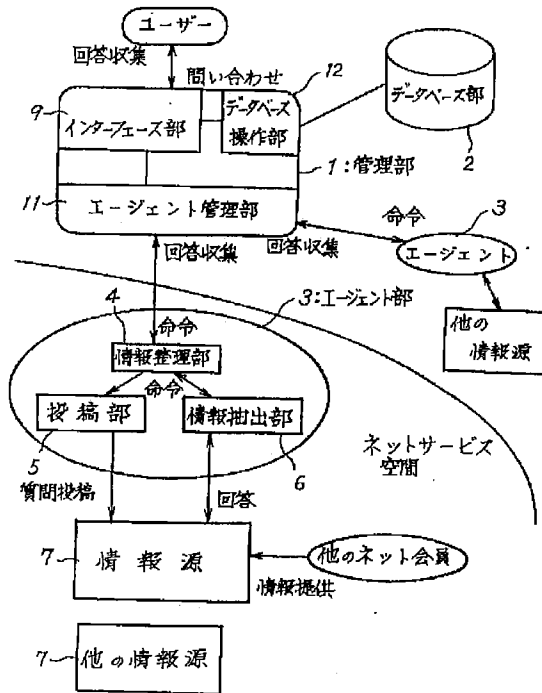 ユーザー
回答収集
問い合わせ
12
9
インターフェース部
データベース
操作部
データベース部
2
1:管理部
11
エージェント管理部
命令
3
回答収集
回答収集
エージェント
他の
情報源
3:エージェント部
4
命令
情報整理部
命令
投稿部
情報抽出部
5
6
質問投稿
回答
ネットサービス
空間
7
情報源
他のネット会員
情報提供
7
他の情報源